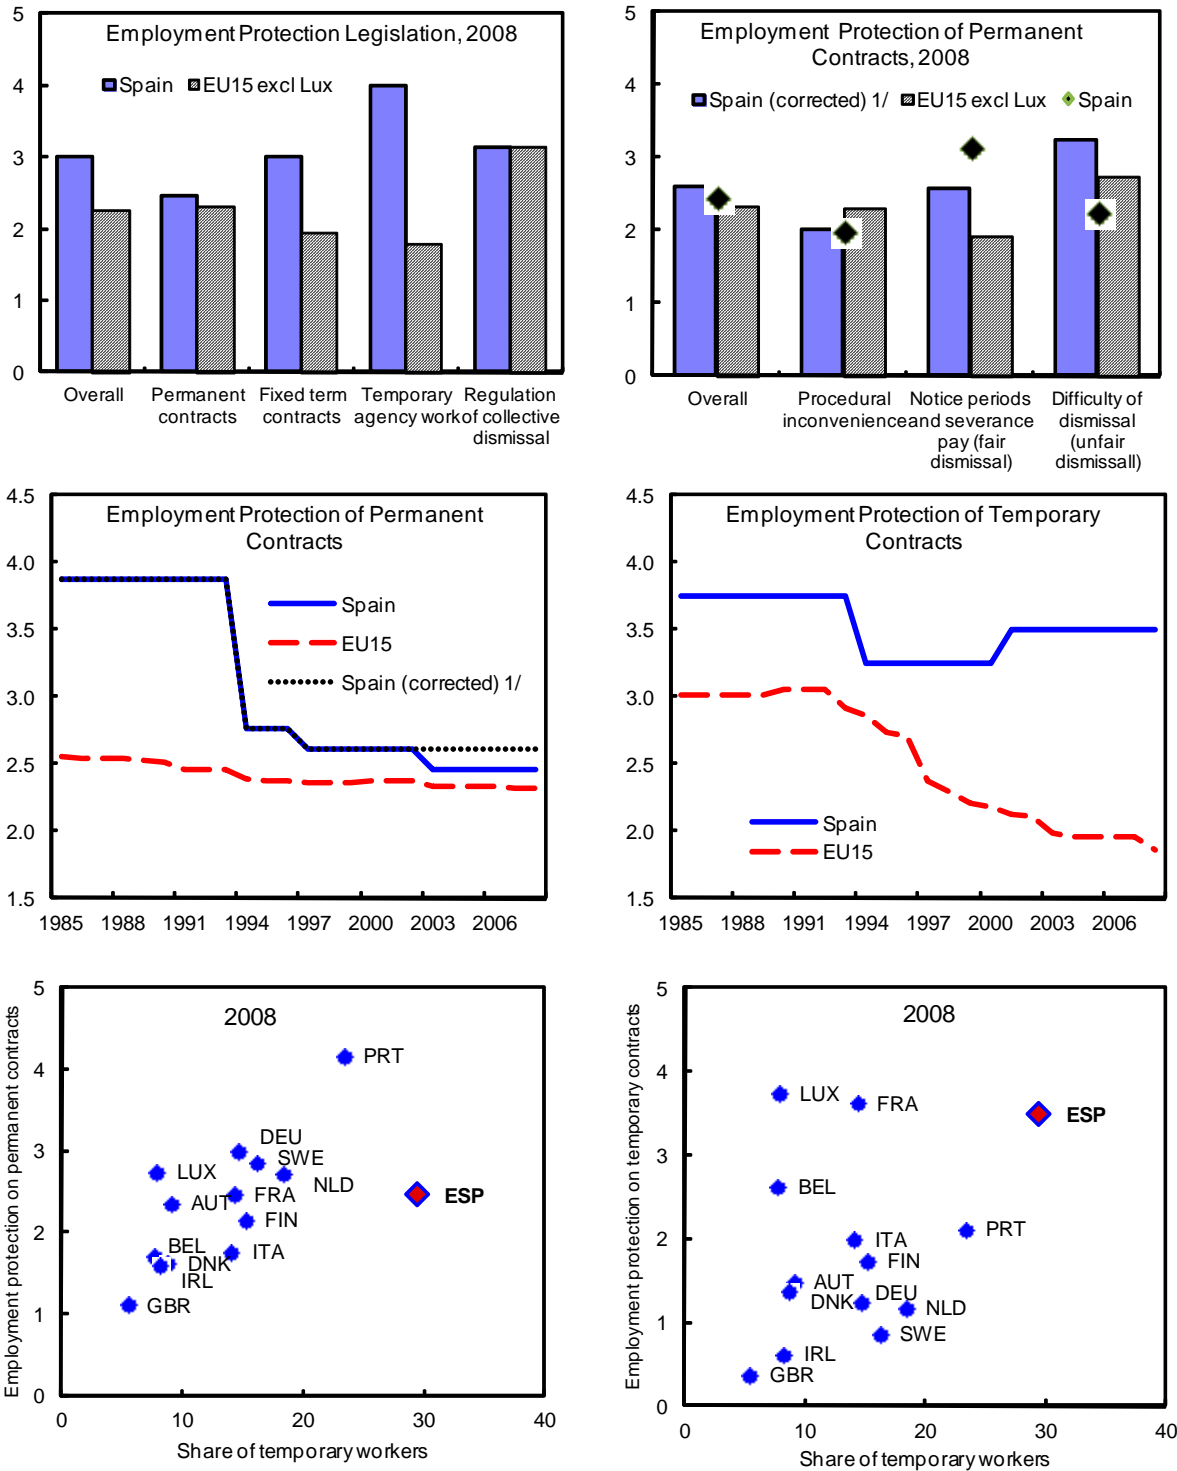 Employment Protection Legislation, 2008
Spain
EU15 excl Lux
5
4
3
2
1
0
Overall
Permanent contracts
Fixed term contracts
Temporary agency work
Regulation of collective dismissal
Employment Protection of Permanent
Contracts, 2008
Spain (corrected) 1/
EU15 excl Lux
Spain
5
4
3
2
1
0
Overall
Procedural inconvenience
Notice periods and severance pay (fair dismissal)
Difficulty of dismissal (unfair dismissall)
Employment Protection of Permanent
Contracts
4.5
4.0
3.5
3.0
2.5
2.0
1.5
Spain
EU15
Spain (corrected) 1/
1985 1988 1991 1994 1997 2000 2003 2006
Employment Protection of Temporary
Contracts
4.5
4.0
3.5
3.0
2.5
2.0
1.5
Spain
EU15
1985 1988 1991 1994 1997 2000 2003 2006
2008
Employment protection on permanent contracts
5
4
3
2
1
0
PRT
DEU
SWE
LUX
NLD
AUT
FRA
ESP
FIN
BEL
DNK
ITA
IRL
GBR
0 10 20 30 40
Share of temporary workers
2008
Employment protection on temporary contracts
5
4
3
2
1
0
LUX
FRA
ESP
BEL
PRT
ITA
FIN
AUT
DNK
DEU
NLD
SWE
IRL
GBR
0 10 20 30 40
Share of temporary workers